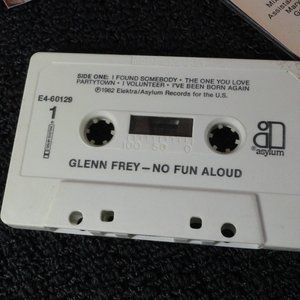 SIDE ONE: I FOUND SOMEBODY • THE ONE YOU LOVE
PARTYTOWN • I VOLUNTEER • I'VE BEEN BORN AGAIN
℗1982 Elektra/Asylum Records for the U.S.
E4-60129
1
asylum
100 50 0
GLENN FREY—NO FUN ALOUD